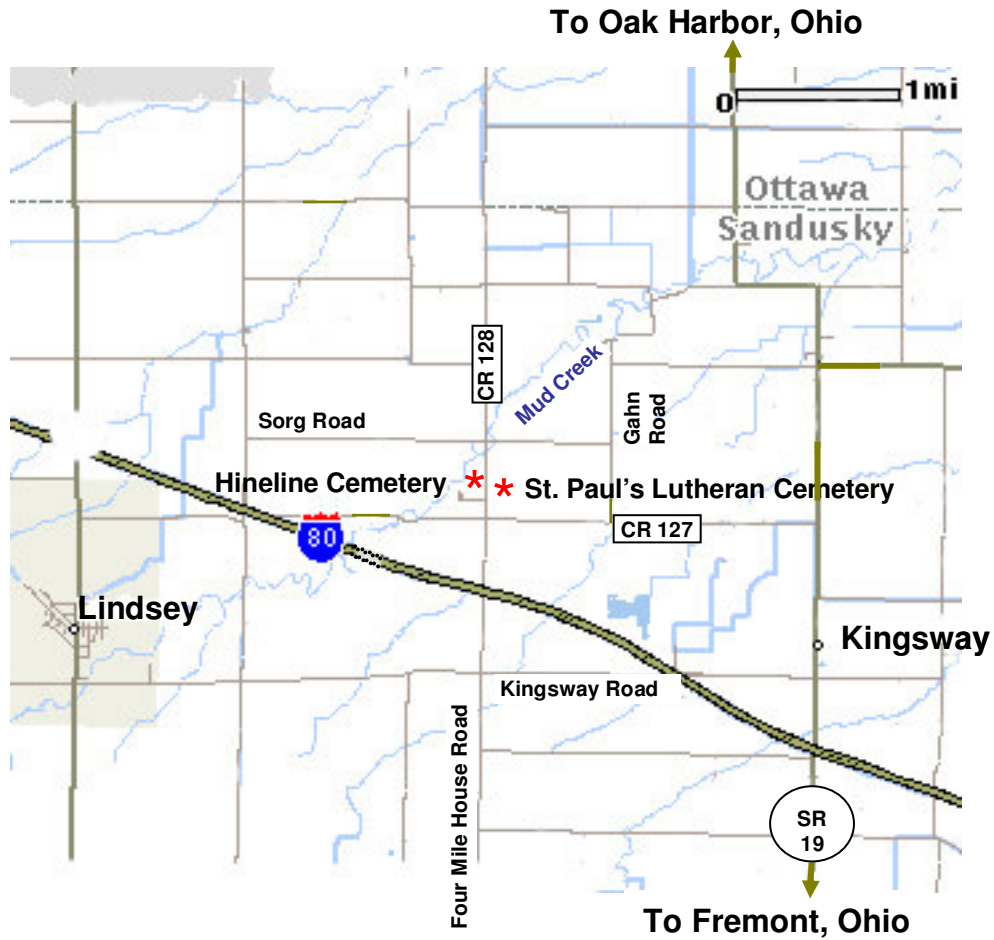 To Oak Harbor, Ohio
0 1mi
Ottawa
Sandusky
CR 128
Mud Creek
Gahn
Road
Sorg Road
Hineline Cemetery * * St. Paul's Lutheran Cemetery
CR 127
80
Lindsey
Kingsway
Kingsway Road
Four Mile House Road
SR
19
To Fremont, Ohio